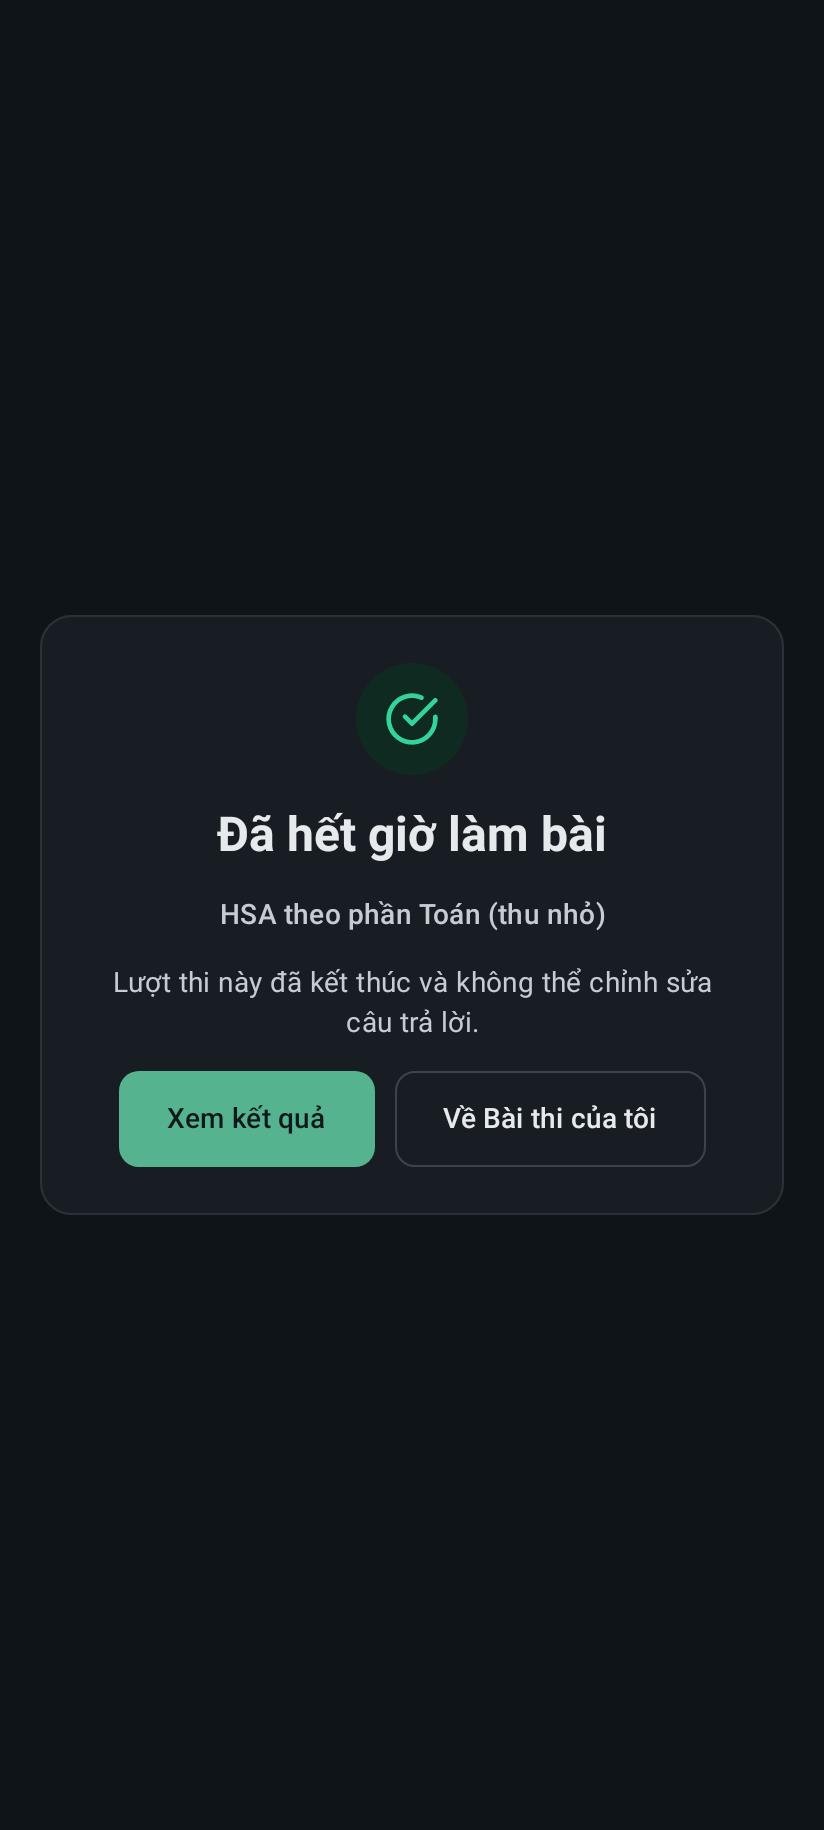 Đã hết giờ làm bài
HSA theo phần Toán (thu nhỏ)
Lượt thi này đã kết thúc và không thể chỉnh sửa
câu trả lời.
Xem kết quả
Về Bài thi của tôi